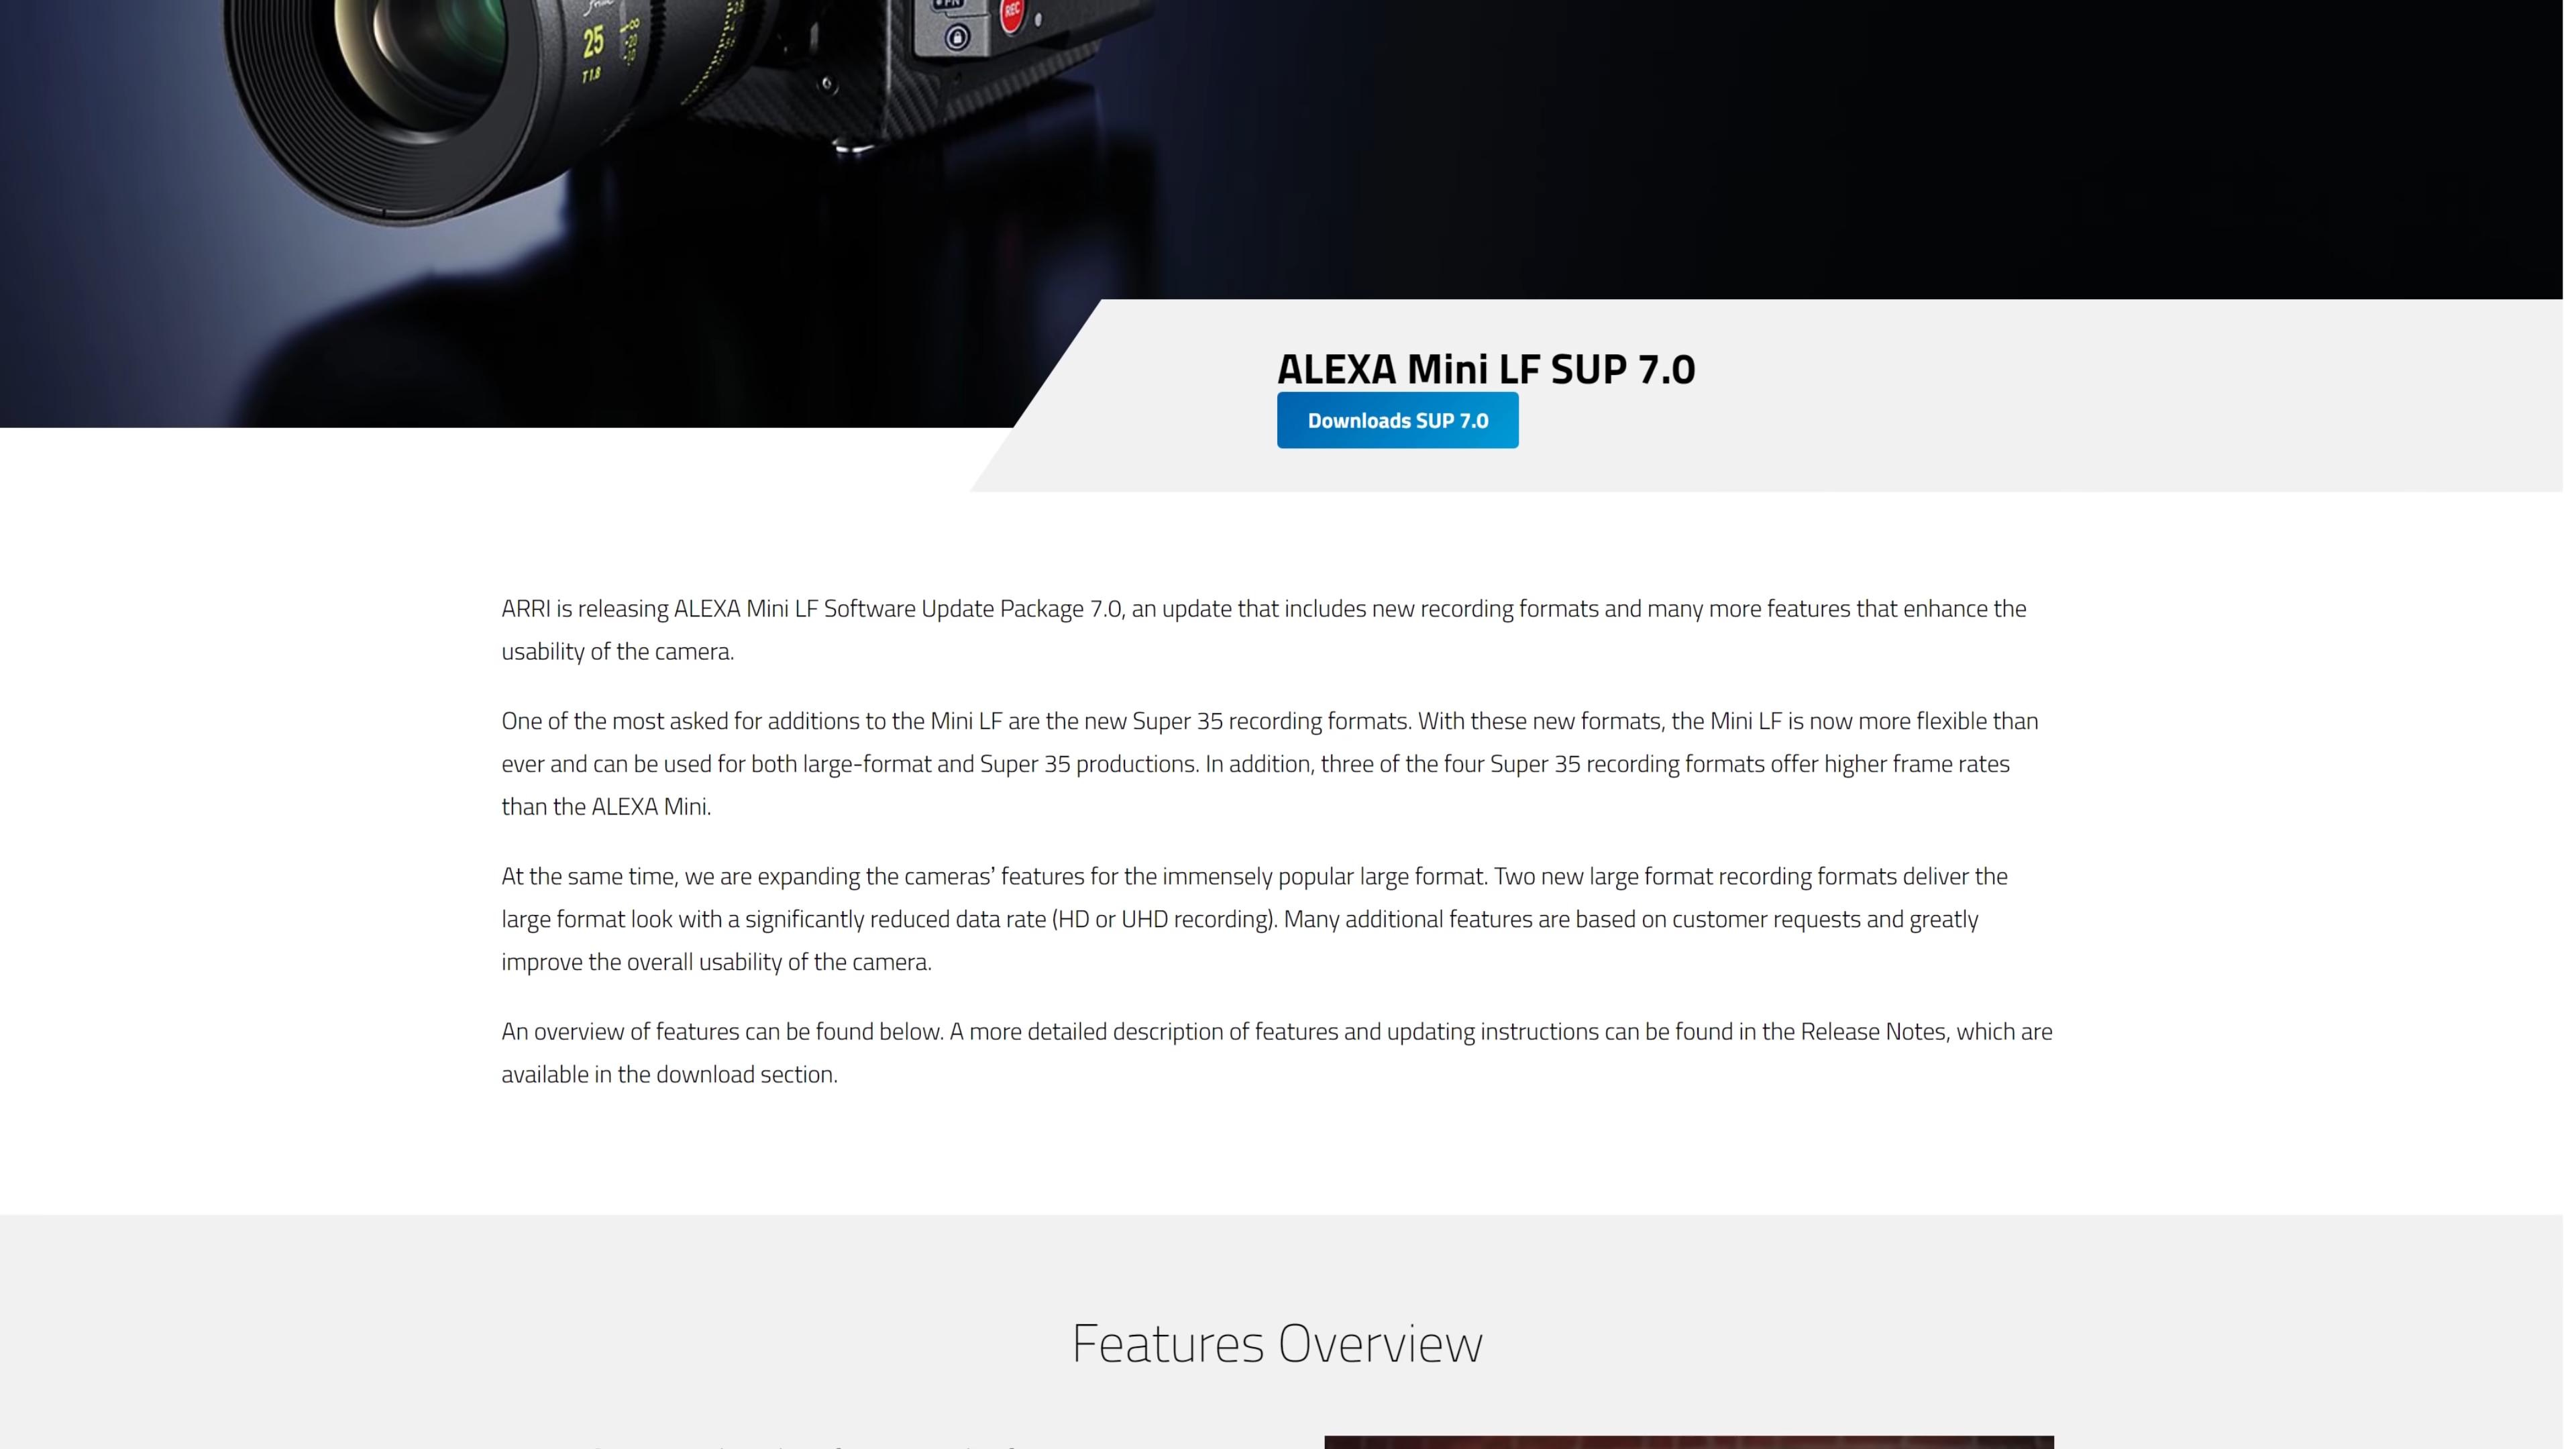 REC
25
T1.8
20
ALEXA Mini LF SUP 7.0
Downloads SUP 7.0
ARRI is releasing ALEXA Mini LF Software Update Package 7.0, an update that includes new recording formats and many more features that enhance the
usability of the camera.
One of the most asked for additions to the Mini LF are the new Super 35 recording formats. With these new formats, the Mini LF is now more flexible than
ever and can be used for both large-format and Super 35 productions. In addition, three of the four Super 35 recording formats offer higher frame rates
than the ALEXA Mini.
At the same time, we are expanding the cameras’ features for the immensely popular large format. Two new large format recording formats deliver the
large format look with a significantly reduced data rate (HD or UHD recording). Many additional features are based on customer requests and greatly
improve the overall usability of the camera.
An overview of features can be found below. A more detailed description of features and updating instructions can be found in the Release Notes, which are
available in the download section.
Features Overview